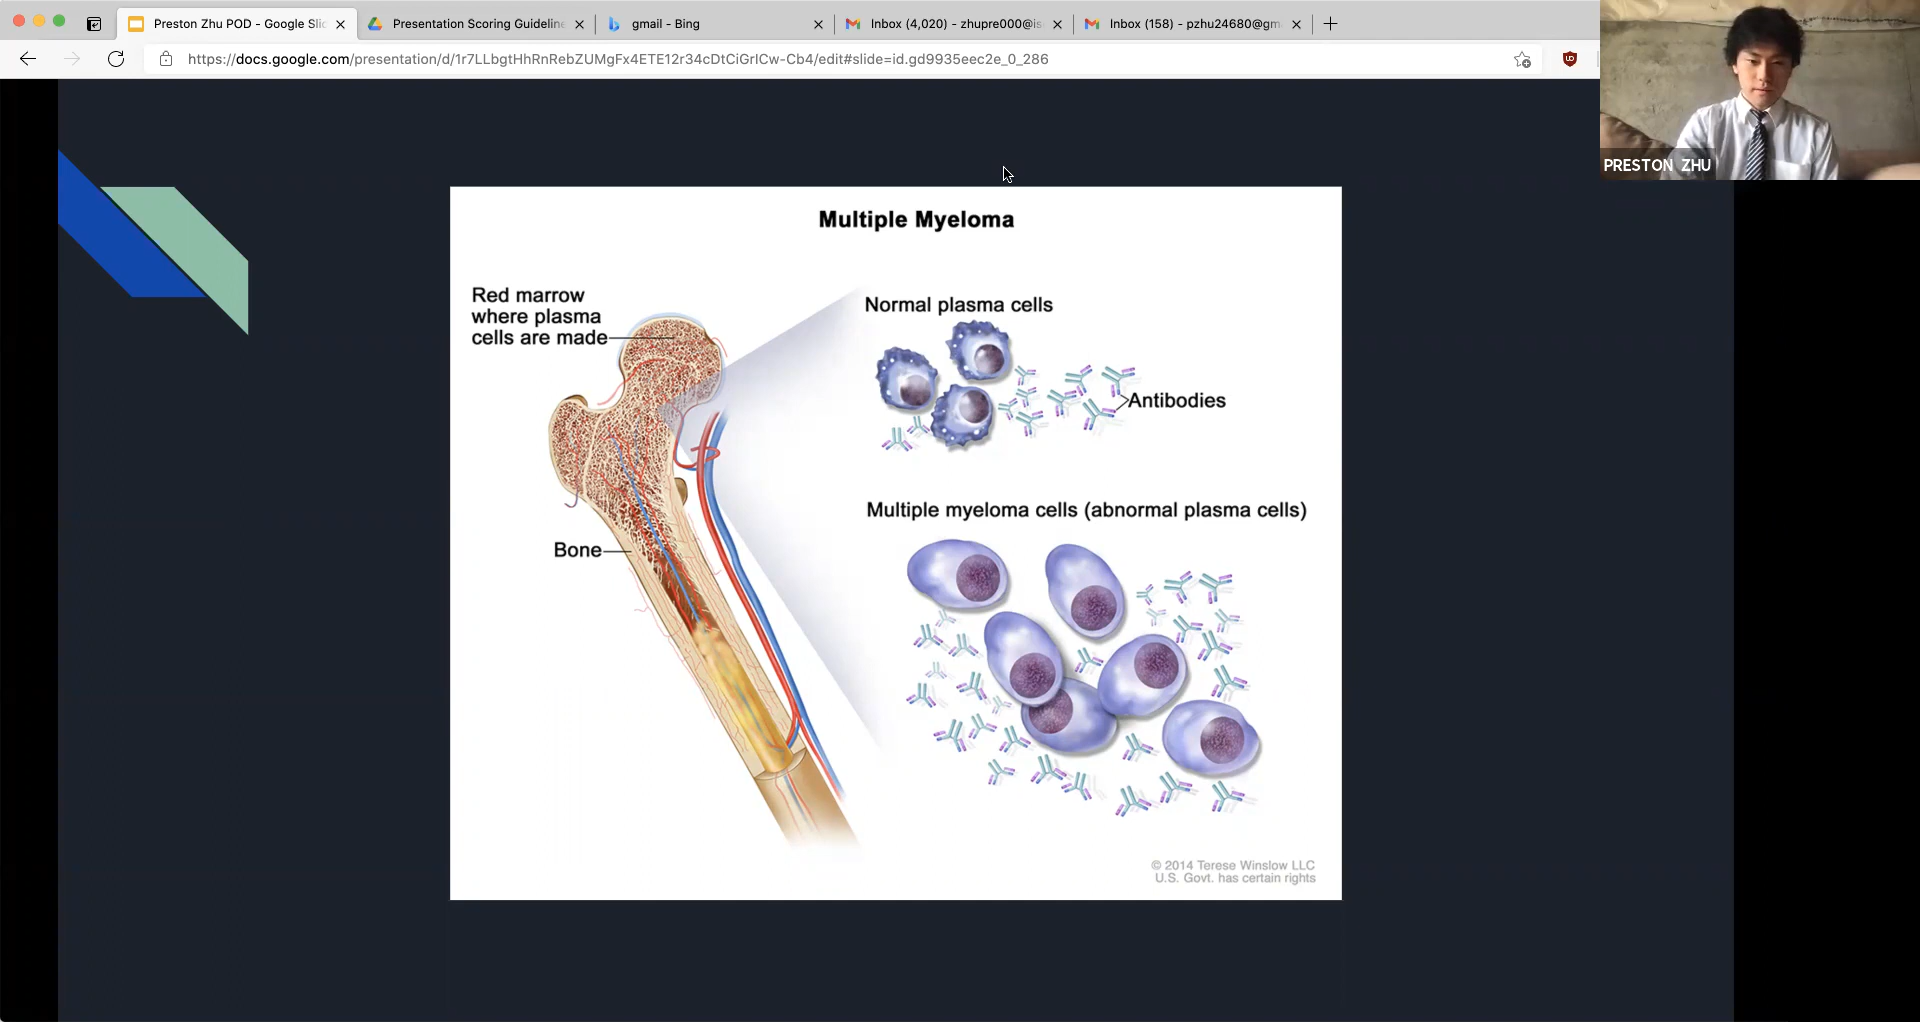 Preston Zhu POD - Google Slid
Presentation Scoring Guideline
gmail - Bing
Inbox (4,020) - zhupre000@is
Inbox (158) - pzhu24680@gm
https://docs.google.com/presentation/d/1r7LLbgtHhRnRebZUMgFx4ETE12r34cDtCiGrlCw-Cb4/edit#slide=id.gd9935eec2e_0_286
PRESTON ZHU
Multiple Myeloma
Red marrow
where plasma
cells are made
Normal plasma cells
Antibodies
Multiple myeloma cells (abnormal plasma cells)
Bone
© 2014 Terese Winslow LLC
U.S. Govt. has certain rights